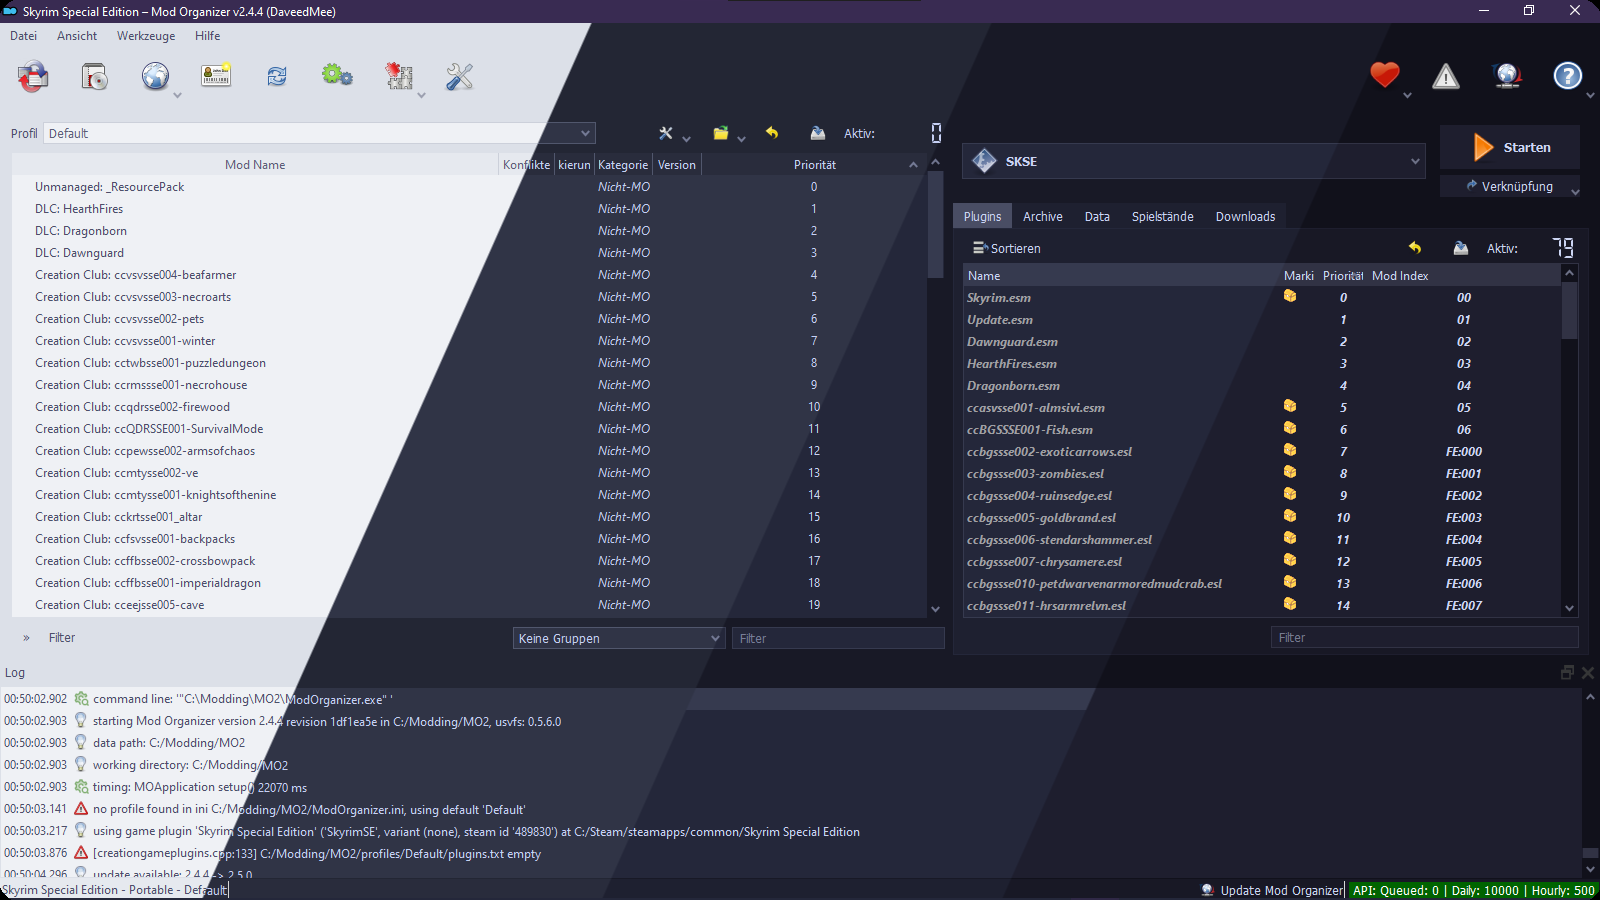 Skyrim Special Edition – Mod Organizer v2.4.4 (DaveedMee)
Datei Ansicht Werkzeuge Hilfe
Profil Default Aktiv: 0
Mod Name Konflikte kierun Kategorie Version Priorität
Unmanaged: _ResourcePack Nicht-MO 0
DLC: HearthFires Nicht-MO 1
DLC: Dragonborn Nicht-MO 2
DLC: Dawnguard Nicht-MO 3
Creation Club: ccvsvsse004-beafarmer Nicht-MO 4
Creation Club: ccvsvsse003-necroarts Nicht-MO 5
Creation Club: ccvsvsse002-pets Nicht-MO 6
Creation Club: ccvsvsse001-winter Nicht-MO 7
Creation Club: cctwbsse001-puzzledungeon Nicht-MO 8
Creation Club: ccrmssse001-necrohouse Nicht-MO 9
Creation Club: ccqdrsse002-firewood Nicht-MO 10
Creation Club: ccQDRSSE001-SurvivalMode Nicht-MO 11
Creation Club: ccpewsse002-armsofchaos Nicht-MO 12
Creation Club: ccmtysse002-ve Nicht-MO 13
Creation Club: ccmtysse001-knightsofthenine Nicht-MO 14
Creation Club: cckrtsse001_altar Nicht-MO 15
Creation Club: ccfsvsse001-backpacks Nicht-MO 16
Creation Club: ccffbsse002-crossbowpack Nicht-MO 17
Creation Club: ccffbsse001-imperialdragon Nicht-MO 18
Creation Club: cceejsse005-cave Nicht-MO 19
» Filter Keine Gruppen Filter
SKSE
Starten
Verknüpfung
Plugins Archive Data Spielstände Downloads
Sortieren Aktiv: 79
Name Marki Priorität Mod Index
Skyrim.esm 0 00
Update.esm 1 01
Dawnguard.esm 2 02
HearthFires.esm 3 03
Dragonborn.esm 4 04
ccasvsse001-almsivi.esm 5 05
ccBGSSSE001-Fish.esm 6 06
ccbgssse002-exoticarrows.esl 7 FE:000
ccbgssse003-zombies.esl 8 FE:001
ccbgssse004-ruinsedge.esl 9 FE:002
ccbgssse005-goldbrand.esl 10 FE:003
ccbgssse006-stendarshammer.esl 11 FE:004
ccbgssse007-chrysamere.esl 12 FE:005
ccbgssse010-petdwarvenarmoredmudcrab.esl 13 FE:006
ccbgssse011-hrsarmrelvn.esl 14 FE:007
Filter
Log
00:50:02.902 command line: '"C:\Modding\MO2\ModOrganizer.exe" '
00:50:02.903 starting Mod Organizer version 2.4.4 revision 1df1ea5e in C:/Modding/MO2, usvfs: 0.5.6.0
00:50:02.903 data path: C:/Modding/MO2
00:50:02.903 working directory: C:/Modding/MO2
00:50:02.903 timing: MOApplication setup() 22070 ms
00:50:03.141 no profile found in ini C:/Modding/MO2/ModOrganizer.ini, using default 'Default'
00:50:03.217 using game plugin 'Skyrim Special Edition' ('SkyrimSE', variant (none), steam id '489830') at C:/Steam/steamapps/common/Skyrim Special Edition
00:50:03.876 [creationgameplugins.cpp:133] C:/Modding/MO2/profiles/Default/plugins.txt empty
00:50:04.296 update available: 2.4.4 -> 2.5.0
Skyrim Special Edition - Portable - Default Update Mod Organizer API: Queued: 0 | Daily: 10000 | Hourly: 500